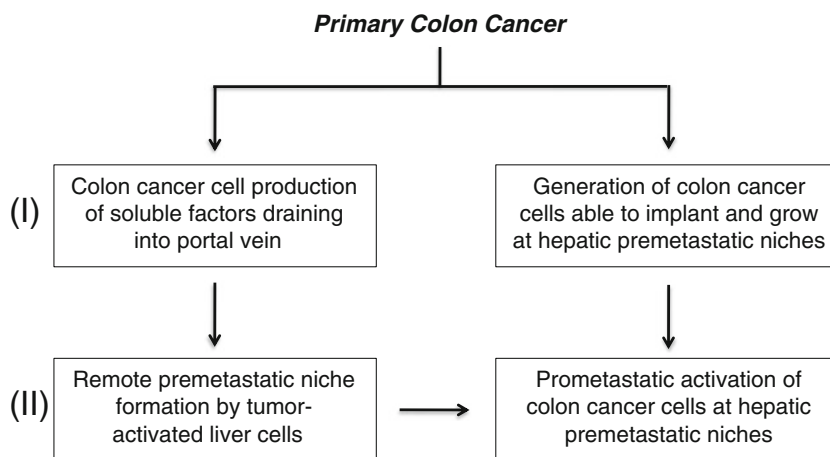 Primary Colon Cancer
(I)
Colon cancer cell production
of soluble factors draining
into portal vein
Generation of colon cancer
cells able to implant and grow
at hepatic premetastatic niches
(II)
Remote premetastatic niche
formation by tumor-
activated liver cells
Prometastatic activation of
colon cancer cells at hepatic
premetastatic niches